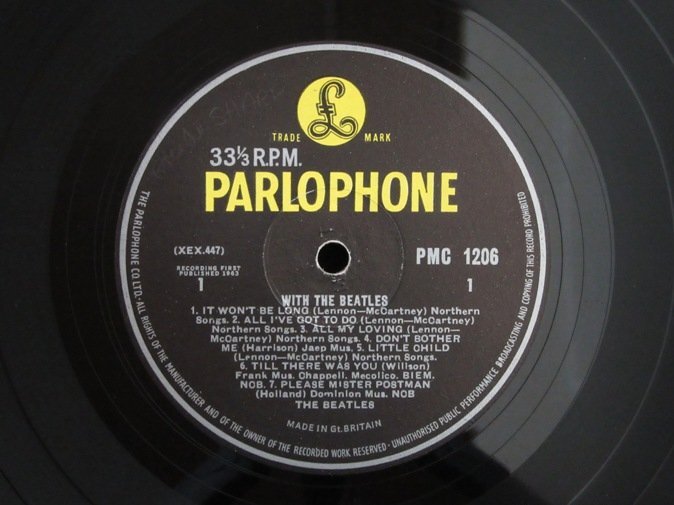 £
TRADE MARK
33⅓ R.P.M.
PARLOPHONE
(XEX.447)
PMC 1206
RECORDING FIRST
PUBLISHED 1963
1
1
WITH THE BEATLES
1. IT WON'T BE LONG (Lennon—McCartney) Northern
Songs. 2. ALL I'VE GOT TO DO (Lennon—McCartney)
Northern Songs. 3. ALL MY LOVING (Lennon—
McCartney) Northern Songs. 4. DON'T BOTHER
ME (Harrison) Jaep Mus. 5. LITTLE CHILD
(Lennon—McCartney) Northern Songs.
6. TILL THERE WAS YOU (Willson)
Frank Mus. Chappell. Mecolico. BIEM.
NCB. 7. PLEASE MISTER POSTMAN
(Holland) Dominion Mus. NCB
THE BEATLES
MADE IN Gt. BRITAIN
THE PARLOPHONE CO. LTD. ALL RIGHTS OF THE MANUFACTURER AND OF THE OWNER OF THE RECORDED WORK RESERVED · UNAUTHORISED PUBLIC PERFORMANCE BROADCASTING AND COPYING OF THIS RECORD PROHIBITED